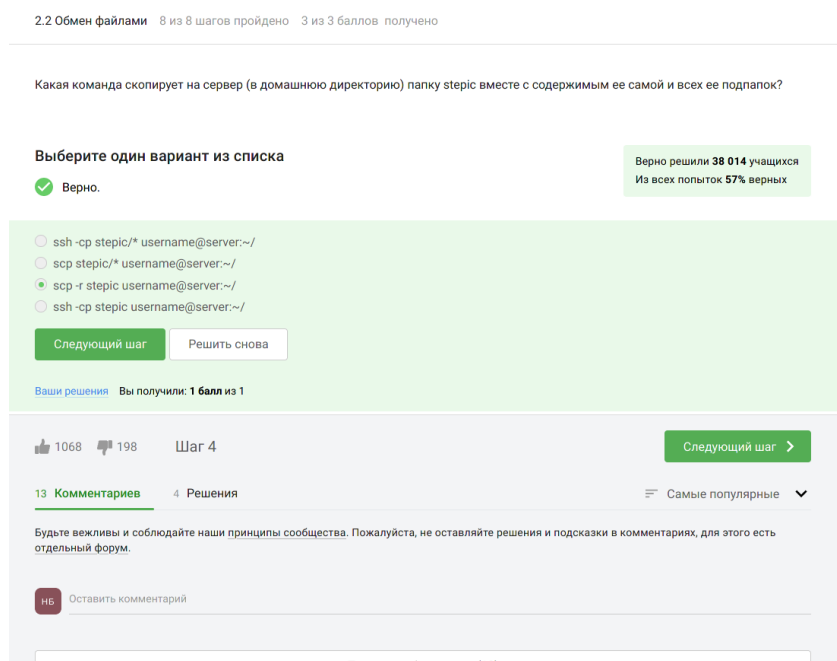 2.2 Обмен файлами 8 из 8 шагов пройдено 3 из 3 баллов получено
Какая команда скопирует на сервер (в домашнюю директорию) папку stepic вместе с содержимым ее самой и всех ее подпапок?
Выберите один вариант из списка
Верно.
Верно решили 38 014 учащихся
Из всех попыток 57% верных
ssh -cp stepic/* username@server:~/
scp stepic/* username@server:~/
scp -r stepic username@server:~/
ssh -cp stepic username@server:~/
Следующий шаг Решить снова
Ваши решения Вы получили: 1 балл из 1
1068 198 Шаг 4 Следующий шаг
13 Комментариев 4 Решения Самые популярные
Будьте вежливы и соблюдайте наши принципы сообщества. Пожалуйста, не оставляйте решения и подсказки в комментариях, для этого есть
отдельный форум.
НБ Оставить комментарий